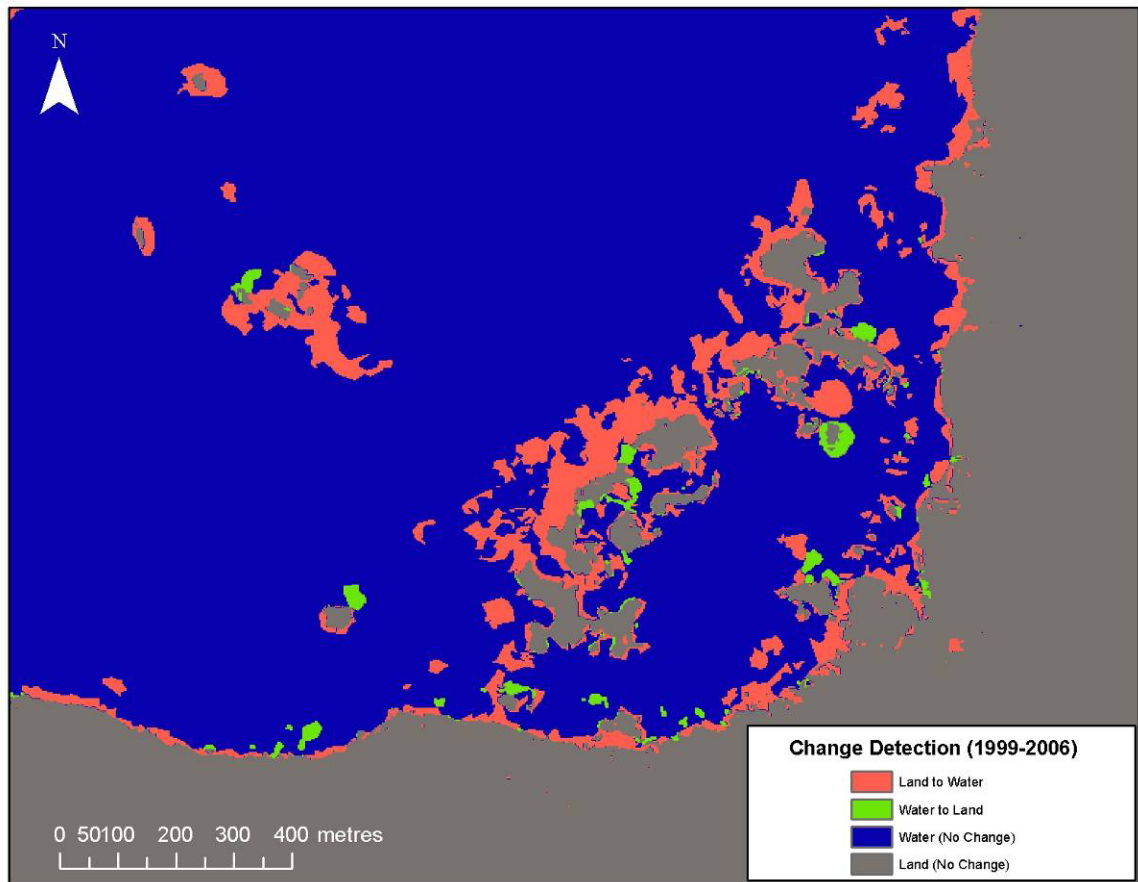 N
Change Detection (1999-2006)
Land to Water
Water to Land
Water (No Change)
Land (No Change)
0 50100 200 300 400 metres